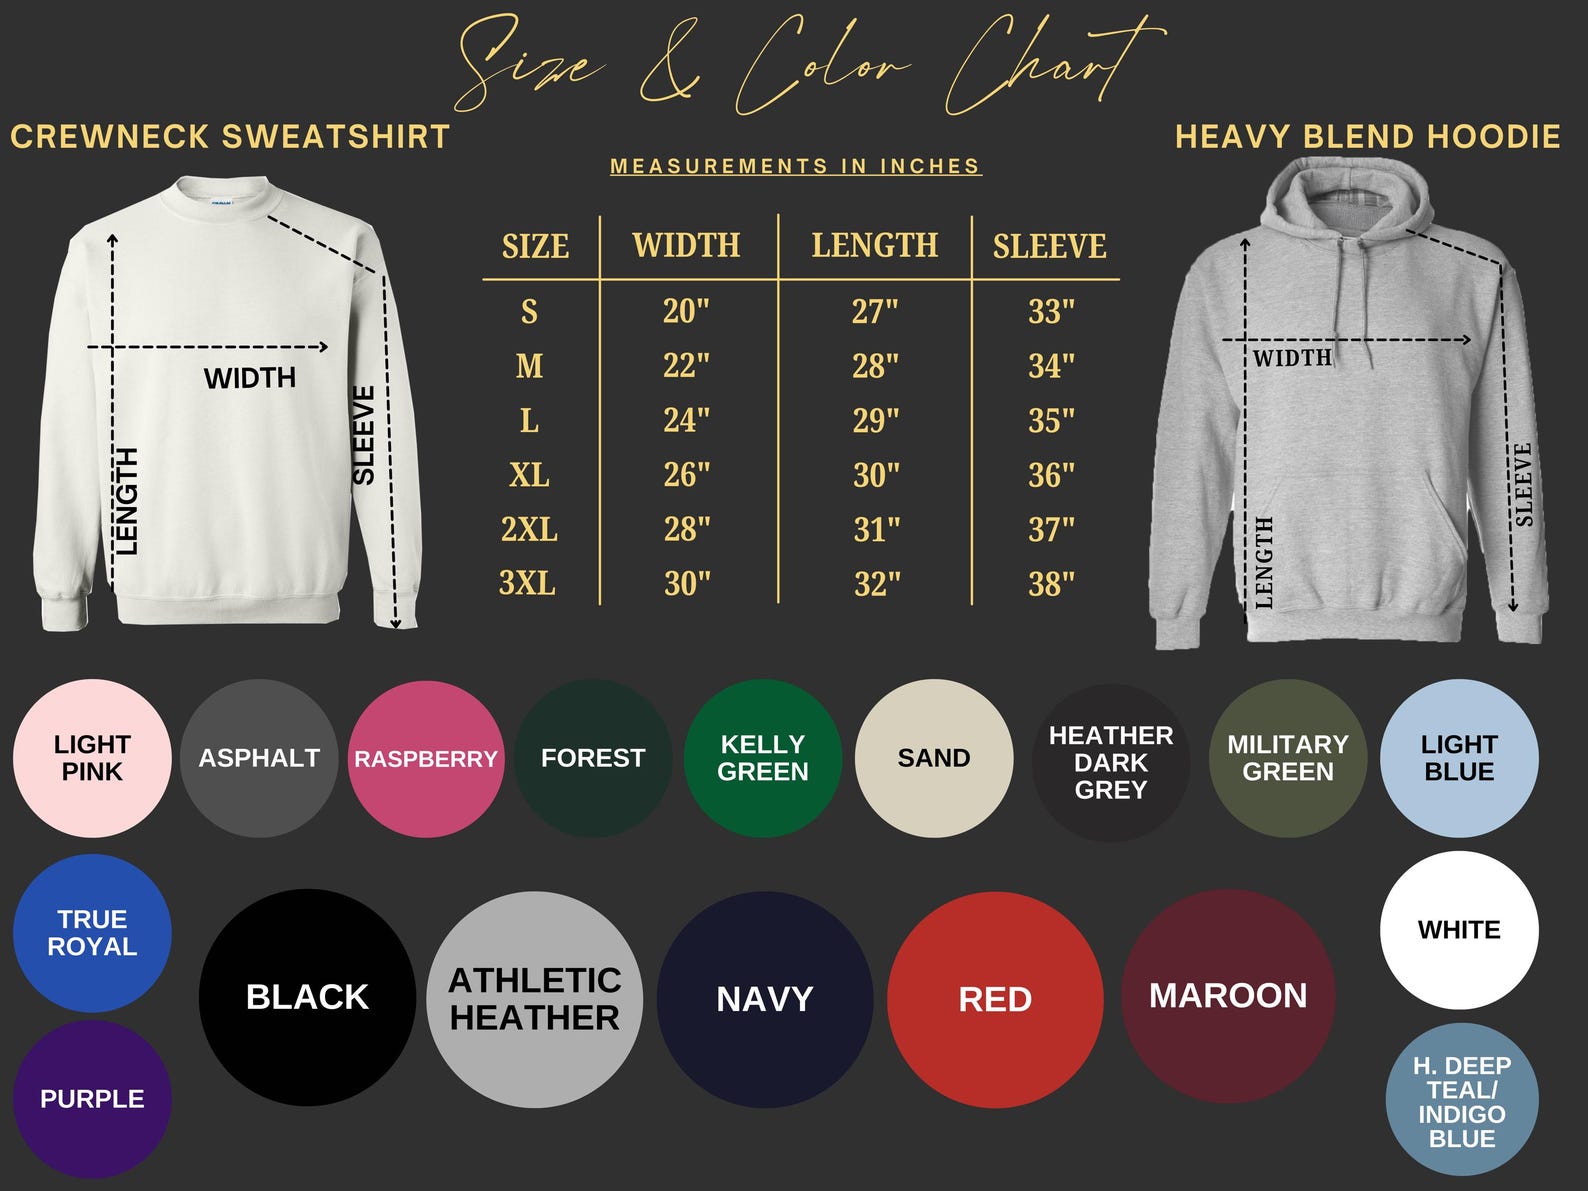 Size & Color Chart
CREWNECK SWEATSHIRT
HEAVY BLEND HOODIE
MEASUREMENTS IN INCHES
SIZE WIDTH LENGTH SLEEVE
S 20" 27" 33"
M 22" 28" 34"
L 24" 29" 35"
XL 26" 30" 36"
2XL 28" 31" 37"
3XL 30" 32" 38"
WIDTH
LENGTH
SLEEVE
WIDTH
LENGTH
SLEEVE
LIGHT
PINK
ASPHALT
RASPBERRY
FOREST
KELLY
GREEN
SAND
HEATHER
DARK
GREY
MILITARY
GREEN
LIGHT
BLUE
TRUE
ROYAL
BLACK
ATHLETIC
HEATHER
NAVY
RED
MAROON
WHITE
PURPLE
H. DEEP
TEAL/
INDIGO
BLUE